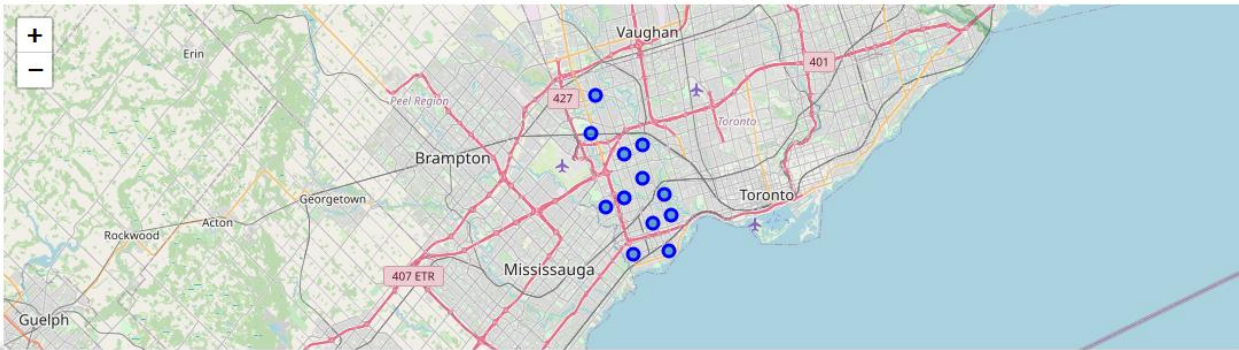 +
−
Vaughan
Erin
401
427
Peel Region
Toronto
Brampton
Toronto
Georgetown
Acton
Rockwood
Mississauga
407 ETR
Guelph